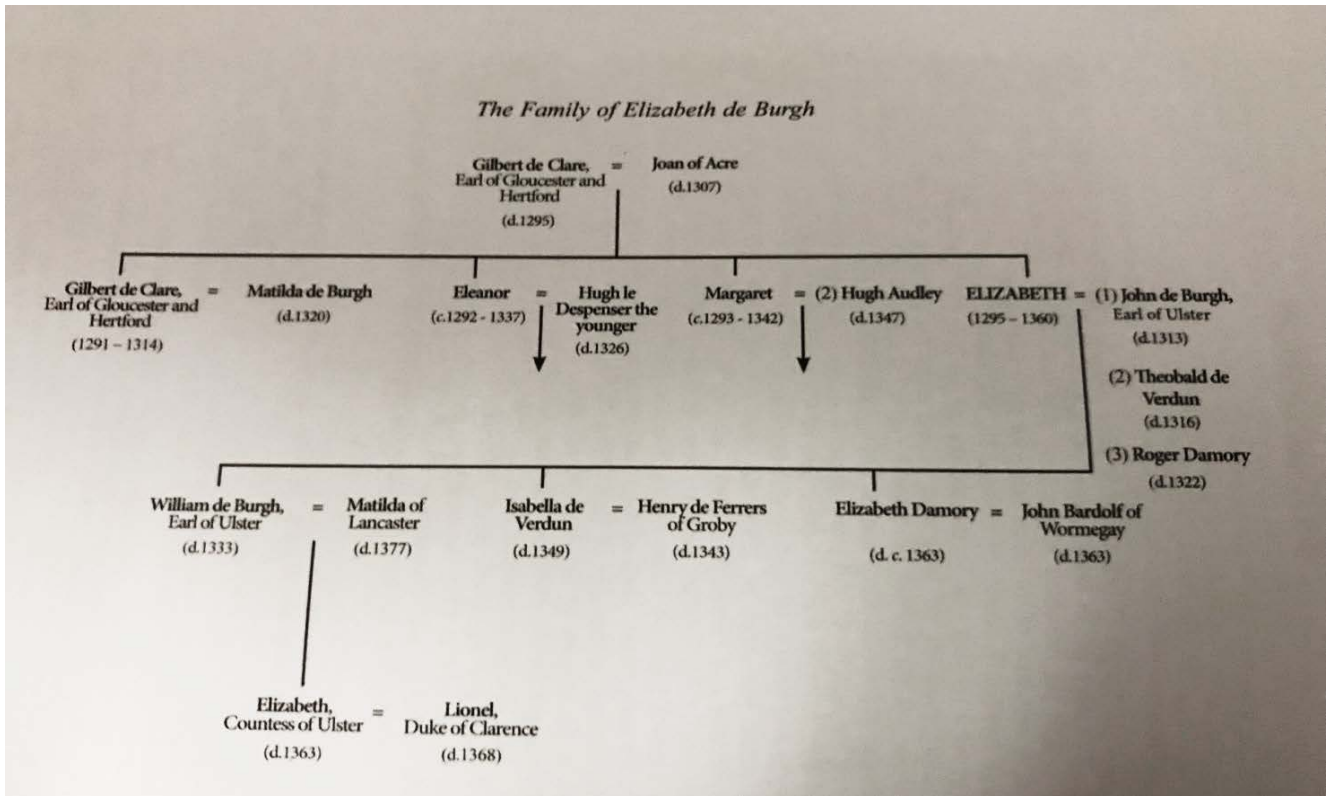 The Family of Elizabeth de Burgh
Gilbert de Clare, = Joan of Acre
Earl of Gloucester and (d.1307)
Hertford
(d.1295)
Gilbert de Clare, = Matilda de Burgh
Earl of Gloucester and (d.1320)
Hertford
(1291 – 1314)
Eleanor = Hugh le
(c.1292 - 1337) Despenser the
younger
(d.1326)
Margaret = (2) Hugh Audley
(c.1293 - 1342) (d.1347)
ELIZABETH = (1) John de Burgh,
(1295 – 1360) Earl of Ulster
(d.1313)
(2) Theobald de
Verdun
(d.1316)
(3) Roger Damory
(d.1322)
William de Burgh, = Matilda of
Earl of Ulster Lancaster
(d.1333) (d.1377)
Isabella de = Henry de Ferrers
Verdun of Groby
(d.1349) (d.1343)
Elizabeth Damory = John Bardolf of
Wormegay
(d. c. 1363) (d.1363)
Elizabeth, = Lionel,
Countess of Ulster Duke of Clarence
(d.1363) (d.1368)